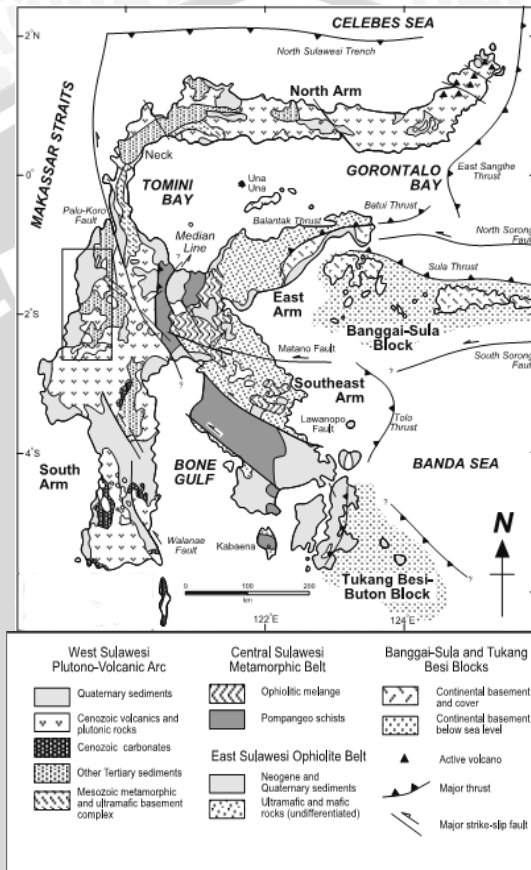 CELEBES SEA
2°N
North Sulawesi Trench
North Arm
MAKASSAR STRAITS
Neck
GORONTALO
BAY
East Sangihe
Thrust
0°
TOMINI
BAY
Una
Una
Batui Thrust
Palu-Koro
Fault
Balantak Thrust
North Sorong
Fault
Median
Line
?
Sula Thrust
East
Arm
2°S
Banggai-Sula
Block
Matano Fault
South Sorong
Fault
?
?
Southeast
Arm
Lawanopo
Fault
Tolo
Thrust
4°S
South
Arm
BONE
GULF
BANDA SEA
?
Walanae
Fault
Kabaena
N
Tukang Besi-
Buton Block
?
0 100 200
km
122°E
124°E
West Sulawesi
Plutono-Volcanic Arc
Quaternary sediments
Cenozoic volcanics and
plutonic rocks
Cenozoic carbonates
Other Tertiary sediments
Mesozoic metamorphic
and ultramafic basement
complex
Central Sulawesi
Metamorphic Belt
Ophiolitic melange
Pompangeo schists
East Sulawesi Ophiolite Belt
Neogene and
Quaternary sediments
Ultramafic and mafic
rocks (undifferentiated)
Banggai-Sula and Tukang
Besi Blocks
Continental basement
and cover
Continental basement
below sea level
Active volcano
Major thrust
Major strike-slip fault